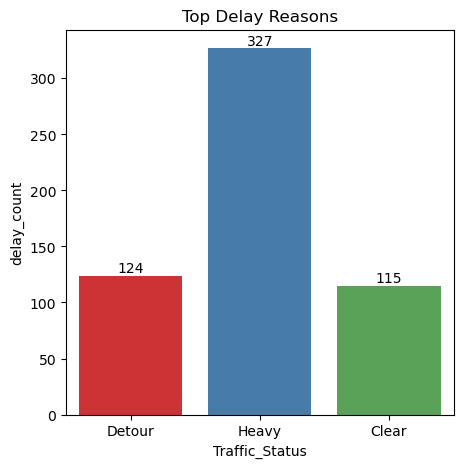 Top Delay Reasons
327
124
115
300
250
200
150
100
50
0
delay_count
Detour
Heavy
Clear
Traffic_Status